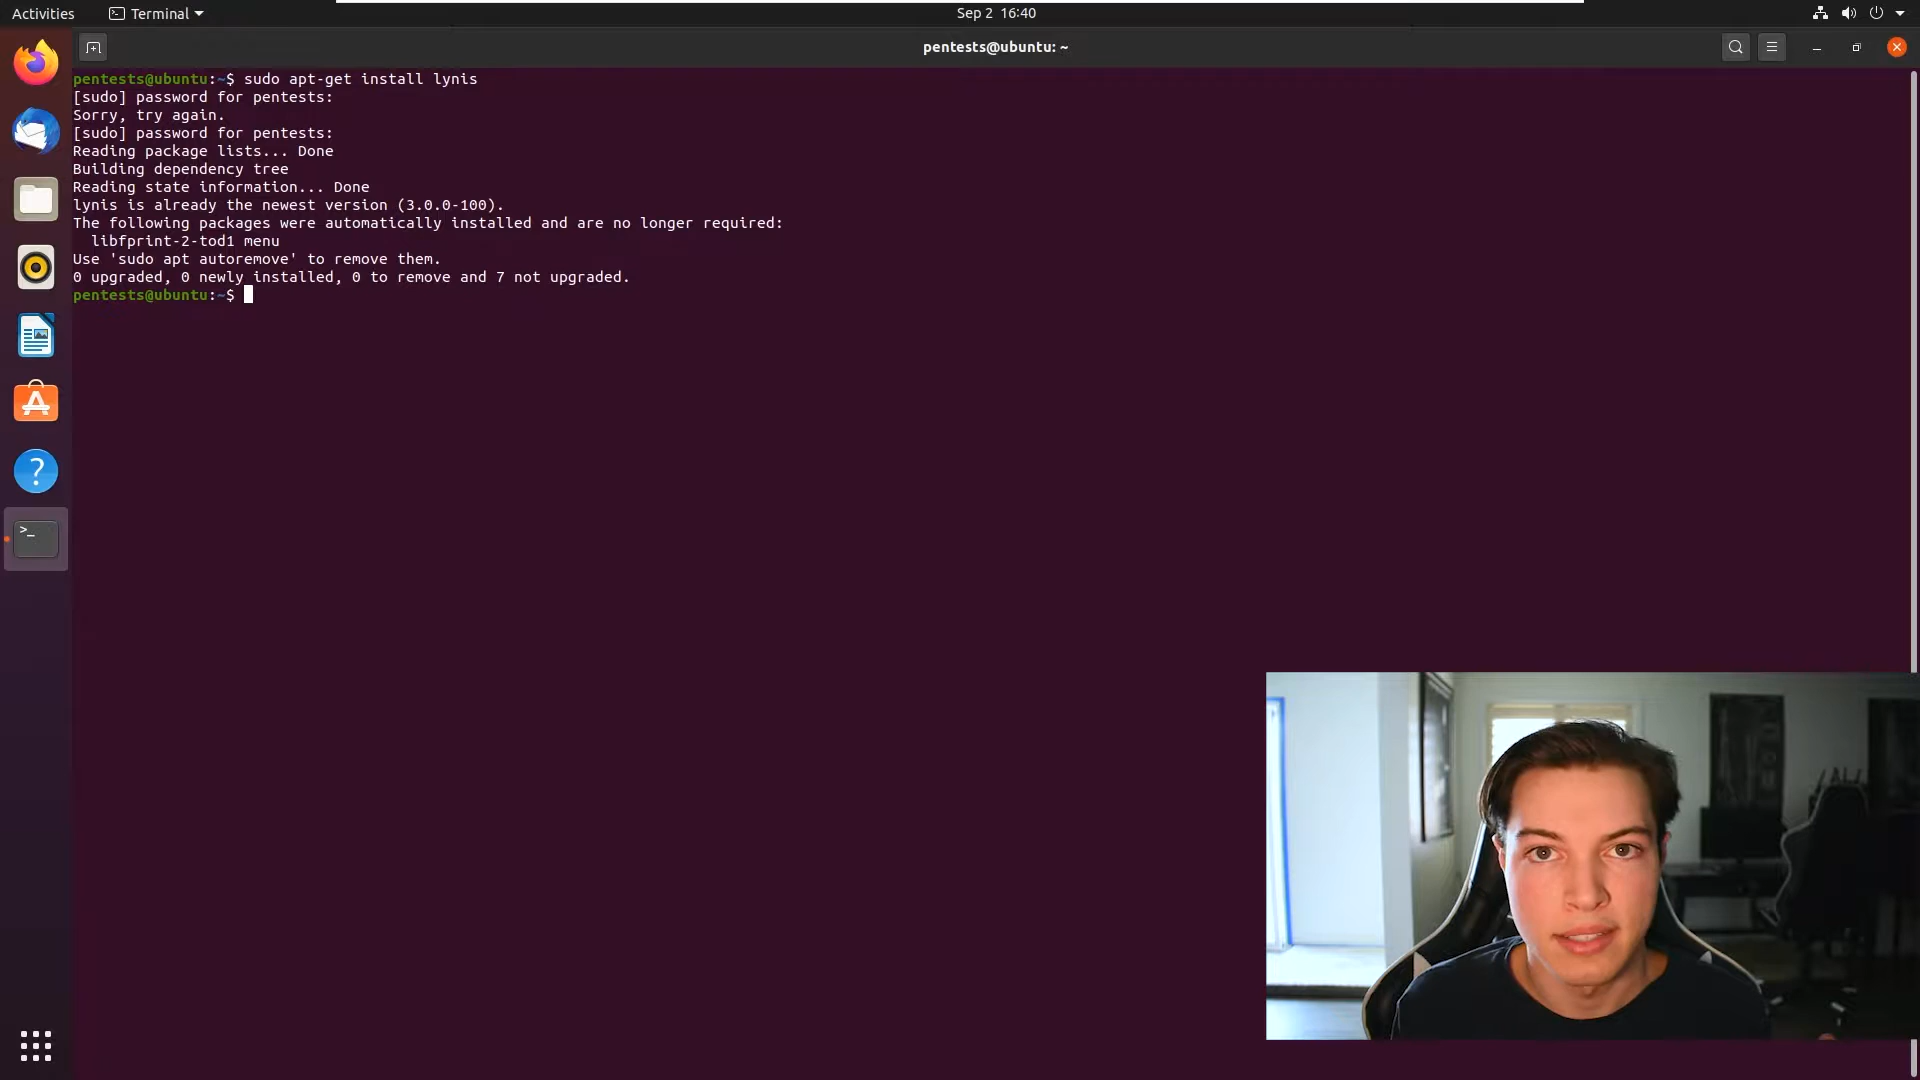 Activities
Terminal
Sep 2 16:40
pentests@ubuntu: ~
pentests@ubuntu:~$ sudo apt-get install lynis
[sudo] password for pentests:
Sorry, try again.
[sudo] password for pentests:
Reading package lists... Done
Building dependency tree
Reading state information... Done
lynis is already the newest version (3.0.0-100).
The following packages were automatically installed and are no longer required:
libfprint-2-tod1 menu
Use 'sudo apt autoremove' to remove them.
0 upgraded, 0 newly installed, 0 to remove and 7 not upgraded.
pentests@ubuntu:~$